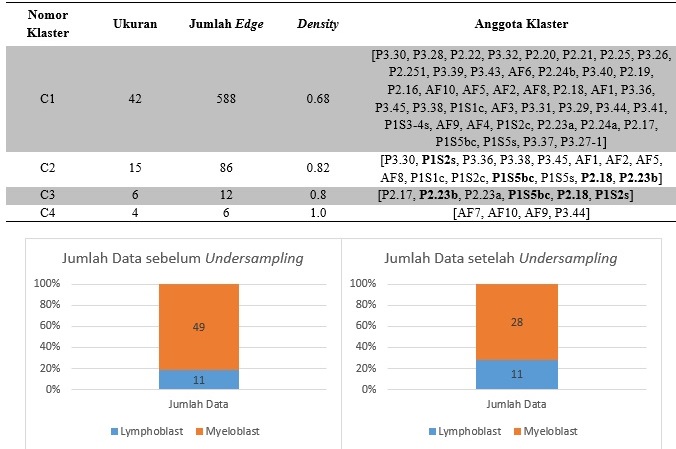 Nomor Klaster Ukuran Jumlah Edge Density Anggota Klaster
C1 42 588 0.68 [P3.30, P3.28, P2.22, P3.32, P2.20, P2.21, P2.25, P3.26,
P2.251, P3.39, P3.43, AF6, P2.24b, P3.40, P2.19,
P2.16, AF10, AF5, AF2, AF8, P2.18, AF1, P3.36,
P3.45, P3.38, P1S1c, AF3, P3.31, P3.29, P3.44, P3.41,
P1S3-4s, AF9, AF4, P1S2c, P2.23a, P2.24a, P2.17,
P1S5bc, P1S5s, P3.37, P3.27-1]
C2 15 86 0.82 [P3.30, P1S2s, P3.36, P3.38, P3.45, AF1, AF2, AF5,
AF8, P1S1c, P1S2c, P1S5bc, P1S5s, P2.18, P2.23b]
C3 6 12 0.8 [P2.17, P2.23b, P2.23a, P1S5bc, P2.18, P1S2s]
C4 4 6 1.0 [AF7, AF10, AF9, P3.44]
Jumlah Data sebelum Undersampling
100%
80%
60%
40%
20%
0%
49
11
Jumlah Data
Lymphoblast Myeloblast
Jumlah Data setelah Undersampling
100%
80%
60%
40%
20%
0%
28
11
Jumlah Data
Lymphoblast Myeloblast